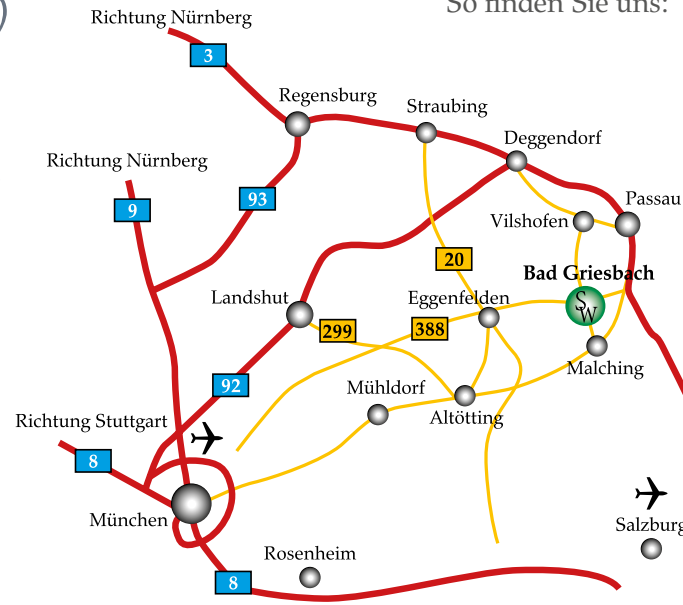 )
So finden Sie uns:
Richtung Nürnberg
3
Regensburg
Straubing
Deggendorf
Richtung Nürnberg
9
93
Passau
Vilshofen
20
Bad Griesbach
SW
Landshut
299
388
Eggenfelden
Malching
92
Mühldorf
Altötting
Richtung Stuttgart
8
München
Salzburg
Rosenheim
8